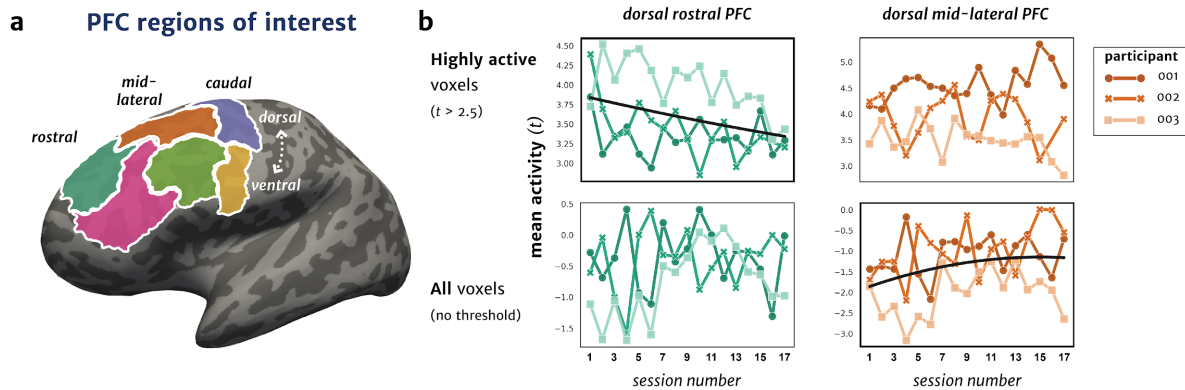 a
PFC regions of interest
mid-
lateral
caudal
rostral
dorsal
ventral
b
dorsal rostral PFC
dorsal mid-lateral PFC
Highly active
voxels
(t > 2.5)
All voxels
(no threshold)
mean activity (t)
4.50
4.25
4.00
3.75
3.50
3.25
3.00
5.0
4.5
4.0
3.5
3.0
0.5
0.0
−0.5
−1.0
−1.5
0.0
−0.5
−1.0
−1.5
−2.0
−2.5
−3.0
1 3 5 7 9 11 13 15 17
1 3 5 7 9 11 13 15 17
session number
session number
participant
001
002
003